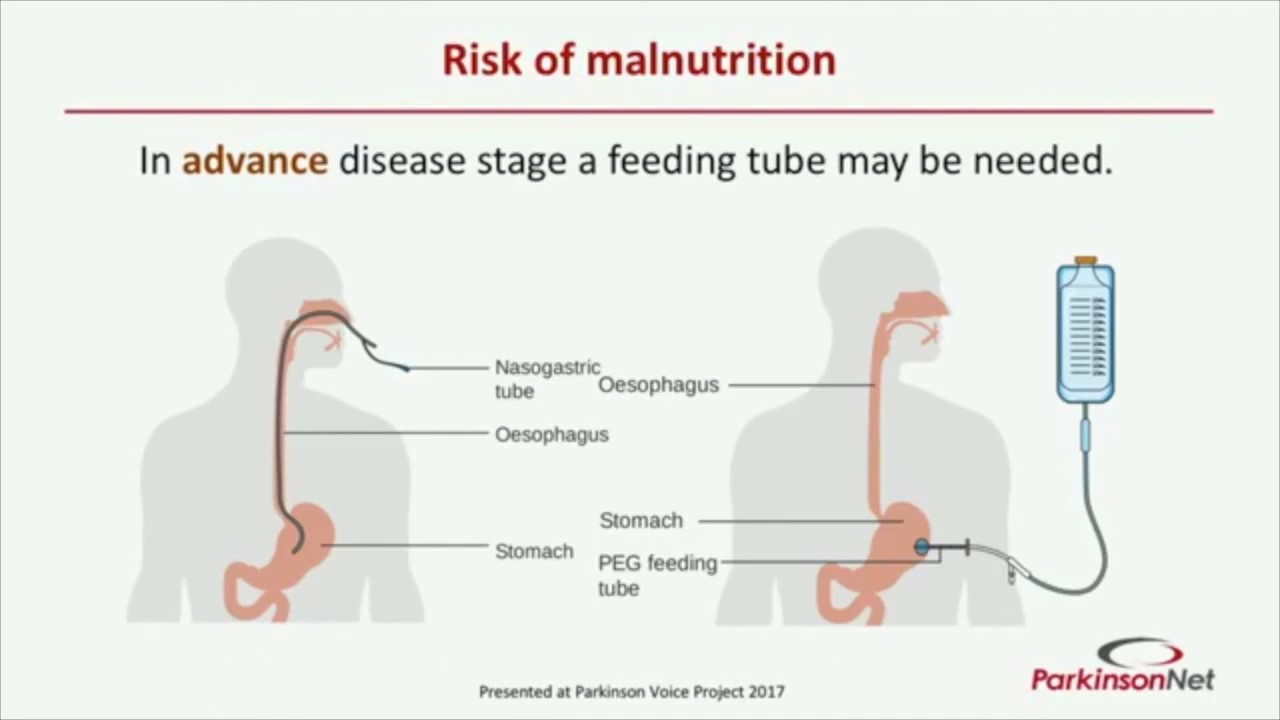 Risk of malnutrition
In advance disease stage a feeding tube may be needed.
Nasogastric
tube
Oesophagus
Stomach
Oesophagus
Stomach
PEG feeding
tube
ParkinsonNet
Presented at Parkinson Voice Project 2017